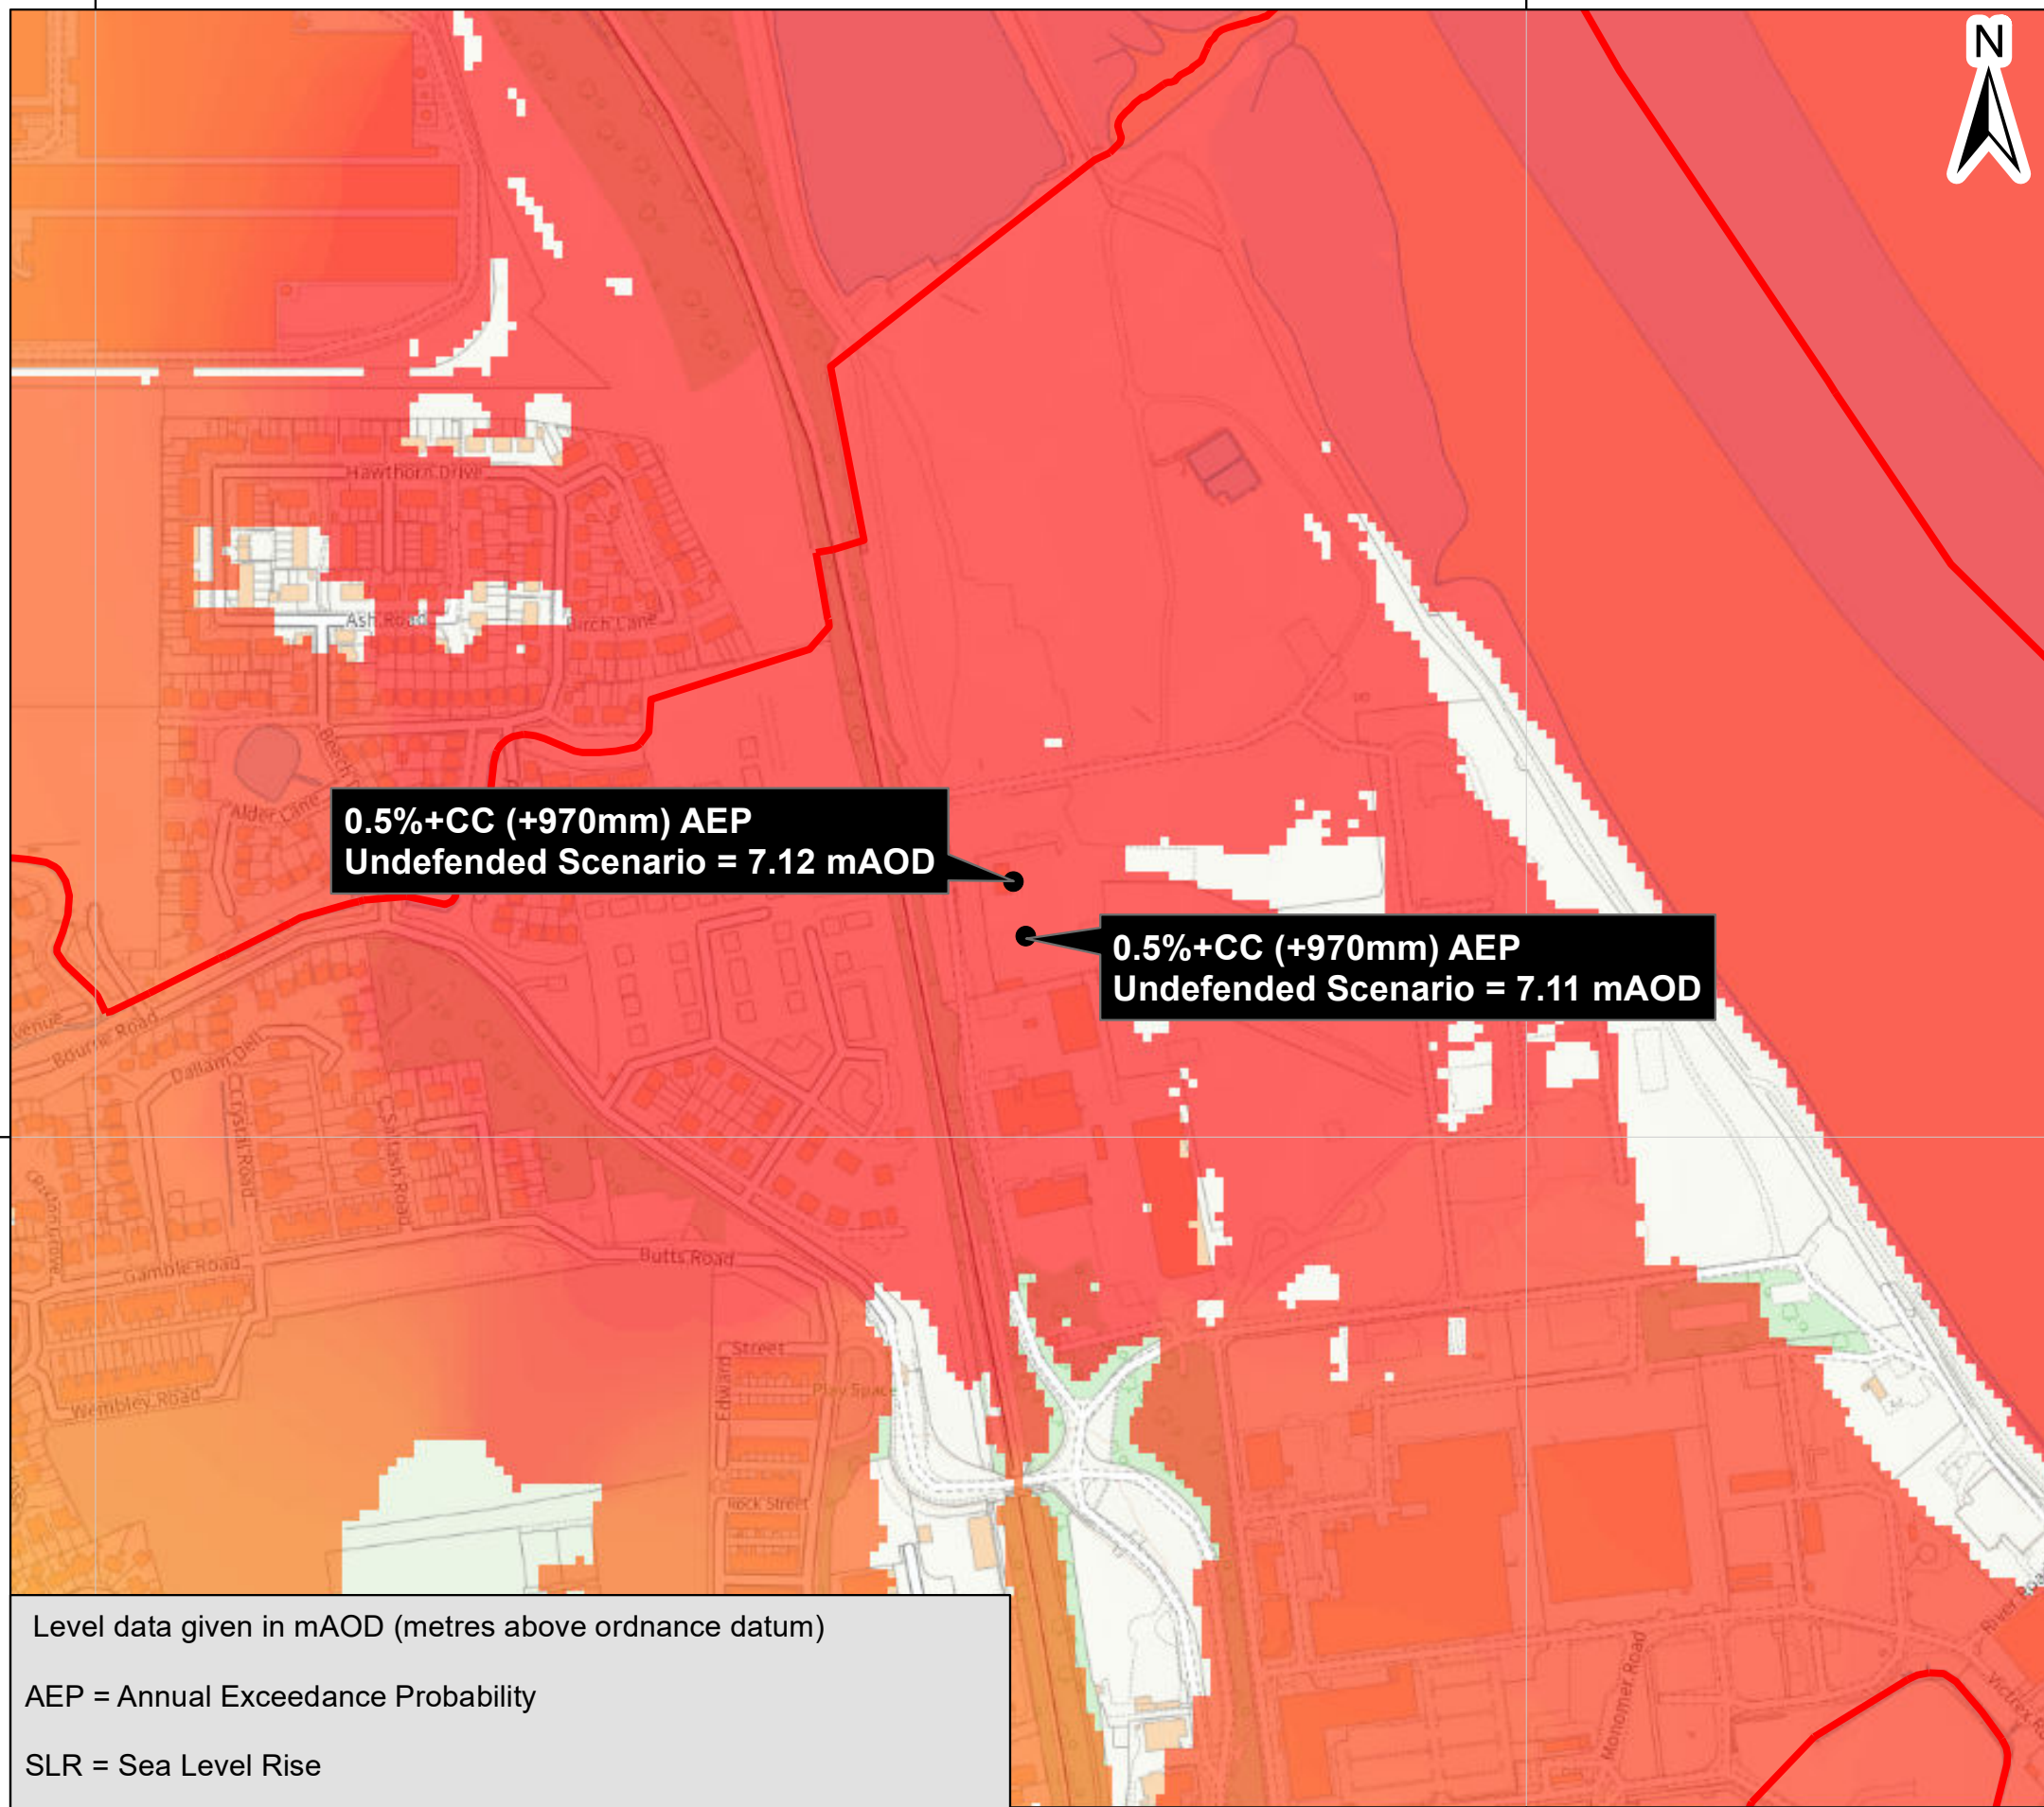 N
Hawthorn Drive
Ash Road
Birch Lane
Alder Lane
0.5%+CC (+970mm) AEP
Undefended Scenario = 7.12 mAOD
0.5%+CC (+970mm) AEP
Undefended Scenario = 7.11 mAOD
Bourne Road
Dallam Dell
Crystal Road
Saltash Road
Butts Road
Gamble Road
Edward Street
Play Space
Wembley Road
Rock Street
Level data given in mAOD (metres above ordnance datum)
AEP = Annual Exceedance Probability
SLR = Sea Level Rise
Monomer Road